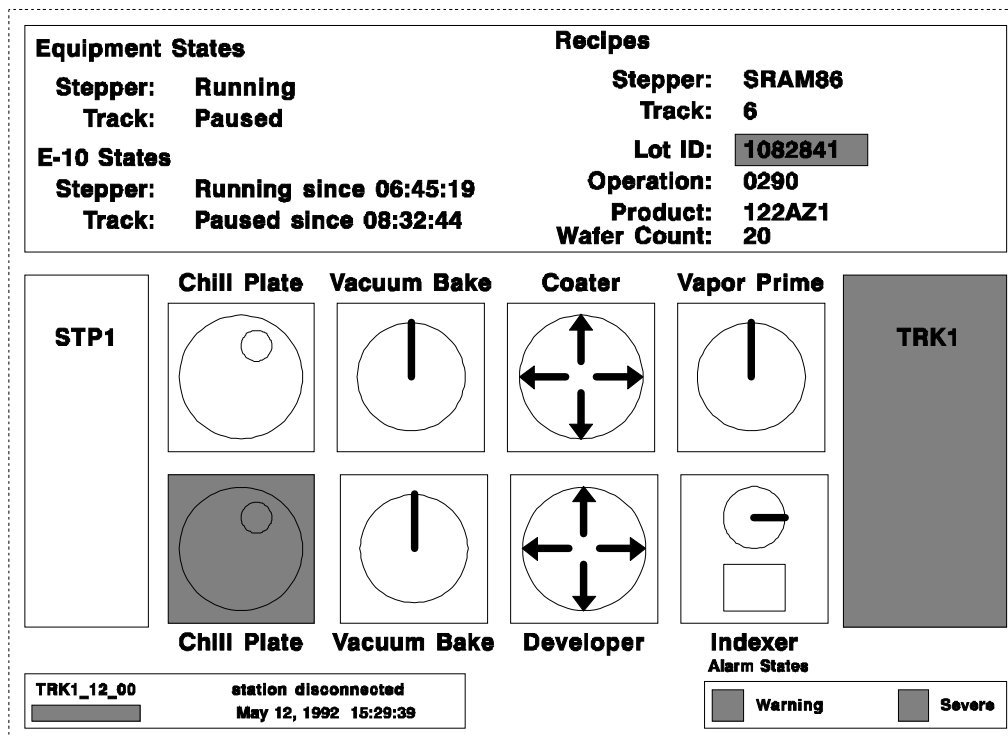 Equipment States
Stepper: Running
Track: Paused
E-10 States
Stepper: Running since 06:45:19
Track: Paused since 08:32:44
Recipes
Stepper: SRAM86
Track: 6
Lot ID: 1082841
Operation: 0290
Product: 122AZ1
Wafer Count: 20
Chill Plate Vacuum Bake Coater Vapor Prime
STP1 TRK1
Chill Plate Vacuum Bake Developer Indexer
TRK1_12_00 station disconnected
May 12, 1992 15:29:39
Alarm States
Warning Severe